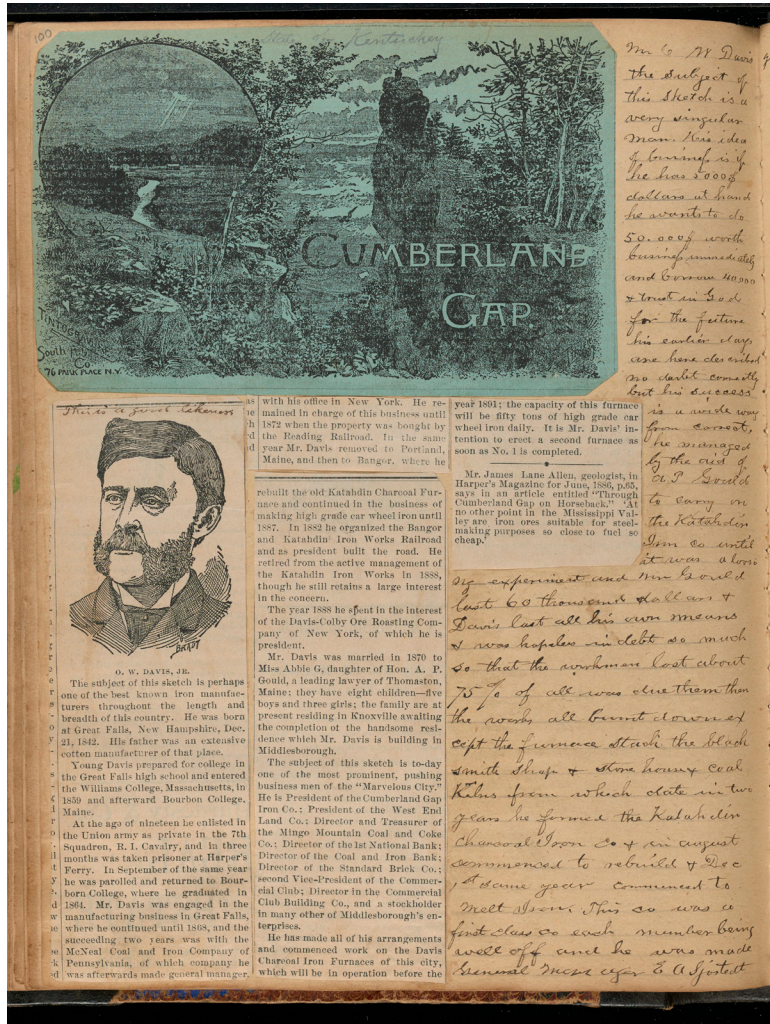 100
State of Kentuckey
CUMBERLAND
GAP.
South
Co
76 PARK PLACE N.Y.
This is a good likeness
BRADT
O. W. DAVIS, JR.
The subject of this sketch is perhaps
one of the best known iron manufac-
turers throughout the length and
breadth of this country. He was born
at Great Falls, New Hampshire, Dec.
21, 1842. His father was an extensive
cotton manufacturer of that place.
Young Davis prepared for college in
the Great Falls high school and entered
the Williams College, Massachusetts, in
1859 and afterward Bourbon College,
Maine.
At the age of nineteen he enlisted in
the Union army as private in the 7th
Squadron, R. I. Cavalry, and in three
months was taken prisoner at Harper's
Ferry. In September of the same year
he was parolled and returned to Bour-
born College, where he graduated in
1864. Mr. Davis was engaged in the
manufacturing business in Great Falls,
where he continued until 1868, and the
succeeding two years was with the
McNeal Coal and Iron Company of
Pennsylvania, of which company he
was afterwards made general manager,
with his office in New York. He re-
mained in charge of this business until
1872 when the property was bought by
the Reading Railroad. In the same
year Mr. Davis removed to Portland,
Maine, and then to Bangor, where he
rebuilt the old Katahdin Charcoal Fur-
nace and continued in the business of
making high grade car wheel iron until
1887. In 1882 he organized the Bangor
and Katahdin Iron Works Railroad
and as president built the road. He
retired from the active management of
the Katahdin Iron Works in 1888,
though he still retains a large interest
in the concern.
The year 1888 he spent in the interest
of the Davis-Colby Ore Roasting Com-
pany of New York, of which he is
president.
Mr. Davis was married in 1870 to
Miss Abbie G, daughter of Hon. A. P.
Gould, a leading lawyer of Thomaston,
Maine; they have eight children—five
boys and three girls; the family are at
present residing in Knoxville awaiting
the completion of the handsome resi-
dence which Mr. Davis is building in
Middlesborough.
The subject of this sketch is to-day
one of the most prominent, pushing
business men of the "Marvelous City."
He is President of the Cumberland Gap
Iron Co.; President of the West End
Land Co.; Director and Treasurer of
the Mingo Mountain Coal and Coke
Co.; Director of the 1st National Bank;
Director of the Coal and Iron Bank;
Director of the Standard Brick Co.;
second Vice-President of the Commer-
cial Club; Director in the Commercial
Club Building Co., and a stockholder
in many other of Middlesborough's en-
terprises.
He has made all of his arrangements
and commenced work on the Davis
Charcoal Iron Furnaces of this city,
which will be in operation before the
year 1891; the capacity of this furnace
will be fifty tons of high grade car
wheel iron daily. It is Mr. Davis' in-
tention to erect a second furnace as
soon as No. 1 is completed.
Mr. James Lane Allen, geologist, in
Harper's Magazine for June, 1886, p.65,
says in an article entitled "Through
Cumberland Gap on Horseback." 'At
no other point in the Mississippi Val-
ley are iron ores suitable for steel-
making purposes so close to fuel so
cheap.'
Mr O W Davis
the subject of
this sketch is a
very singular
man. His idea
of business is if
he has 5000$
dollars at hand
he wants to do
50.000$ worth
business immediately
and borrow 40000
& trust in God
for the future
his earlier days
are here described
no doubt correctly
but his success
is a wide way
from correct,
he managed
by the aid of
A. P Gould
to carry on
the Katahdin
Iron co until
it was a loosi
ng experiment and Mr Gould
lost 60 thousend dollars &
Davis lost all his own means
& was hopeles in debt so much
so that the workmen lost about
75 % of all was due them then
the works all burnt down ex
cept the furnace stack the black
smith shop & store house & coal
Kilns from which date in two
years he formed the Katahdin
Charcoal Iron Co & in august
commenced to rebuild & Dec
1st same year commenced to
melt Iron. This co was a
first class co each number being
well off and he was made
General Manager E A Sjostedt